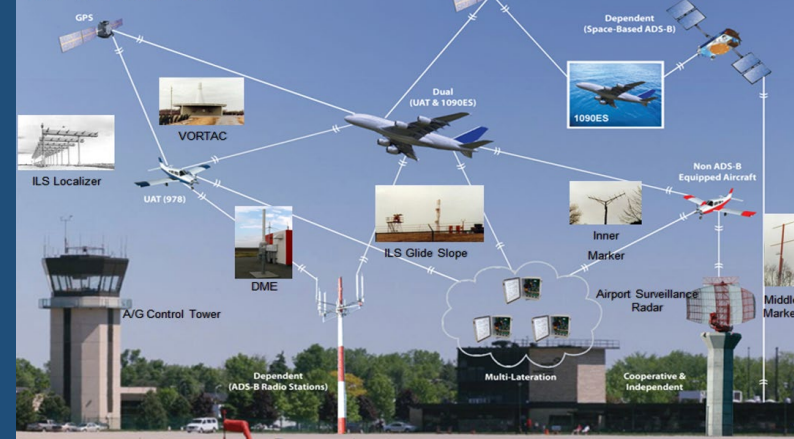 GPS
Dependent
(Space-Based ADS-B)
Dual
(UAT & 1090ES)
1090ES
VORTAC
ILS Localizer
UAT (978)
Non ADS-B
Equipped Aircraft
ILS Glide Slope
Inner
Marker
DME
A/G Control Tower
Airport Surveillance
Radar
Middle
Marke
Dependent
(ADS-B Radio Stations)
Multi-Lateration
Cooperative &
Independent